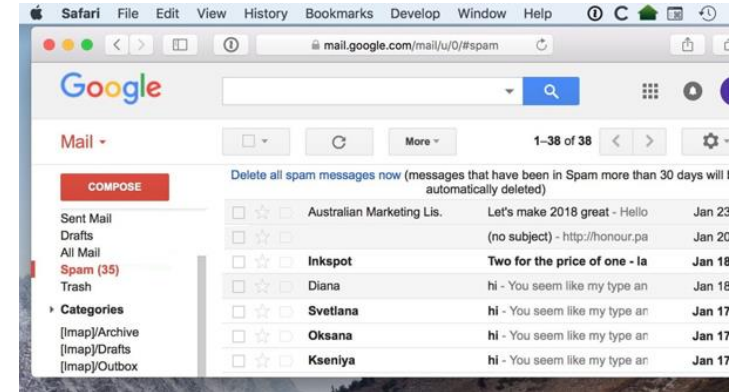 Safari File Edit View History Bookmarks Develop Window Help
mail.google.com/mail/u/0/#spam
Google
Mail
More
1–38 of 38
COMPOSE
Delete all spam messages now (messages that have been in Spam more than 30 days will
automatically deleted)
Sent Mail
Drafts
All Mail
Spam (35)
Trash
Categories
[Imap]/Archive
[Imap]/Drafts
[Imap]/Outbox
Australian Marketing Lis. Let's make 2018 great - Hello Jan 23
(no subject) - http://honour.pa Jan 20
Inkspot Two for the price of one - la Jan 18
Diana hi - You seem like my type an Jan 18
Svetlana hi - You seem like my type an Jan 17
Oksana hi - You seem like my type an Jan 17
Kseniya hi - You seem like my type an Jan 17